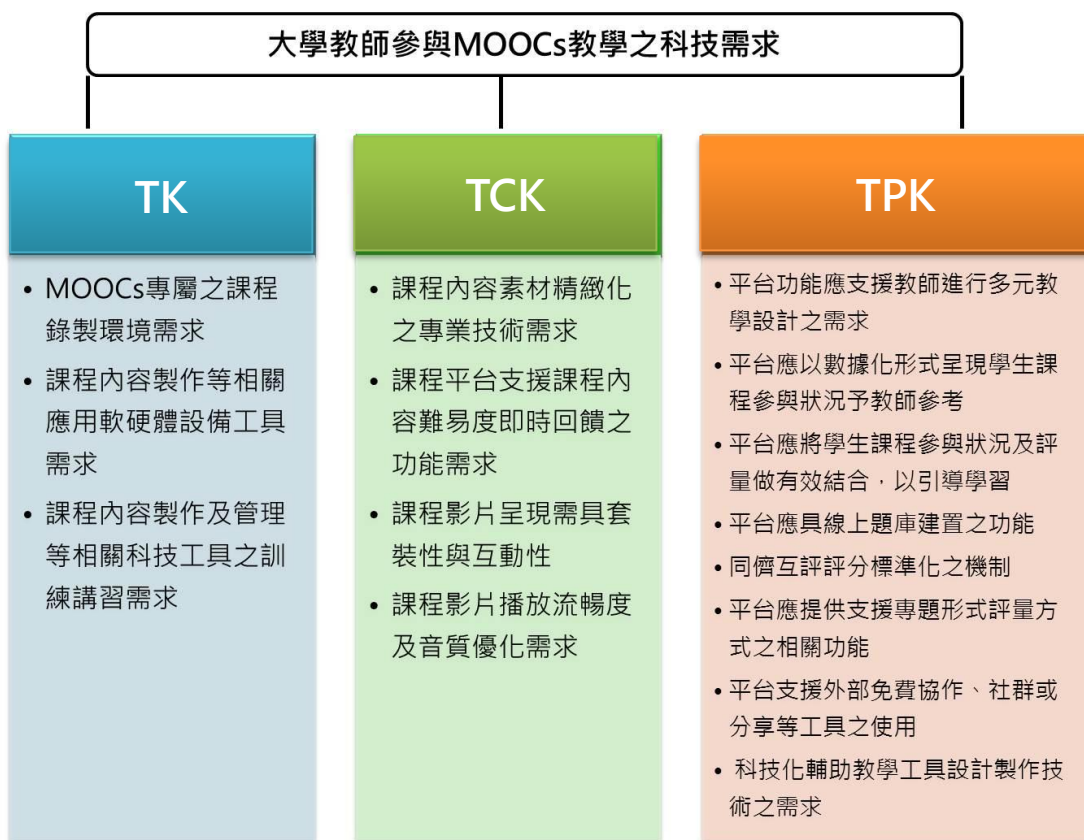 大學教師參與MOOCs教學之科技需求
TK
• MOOCs專屬之課程
錄製環境需求
• 課程內容製作等相關
應用軟硬體設備工具
需求
• 課程內容製作及管理
等相關科技工具之訓
練講習需求
TCK
• 課程內容素材精緻化
之專業技術需求
• 課程平台支援課程內
容難易度即時回饋之
功能需求
• 課程影片呈現需具套
裝性與互動性
• 課程影片播放流暢度
及音質優化需求
TPK
• 平台功能應支援教師進行多元教
學設計之需求
• 平台應以數據化形式呈現學生課
程參與狀況予教師參考
• 平台應將學生課程參與狀況及評
量做有效結合，以引導學習
• 平台應具線上題庫建置之功能
• 同儕互評評分標準化之機制
• 平台應提供支援專題形式評量方
式之相關功能
• 平台支援外部免費協作、社群或
分享等工具之使用
• 科技化輔助教學工具設計製作技
術之需求